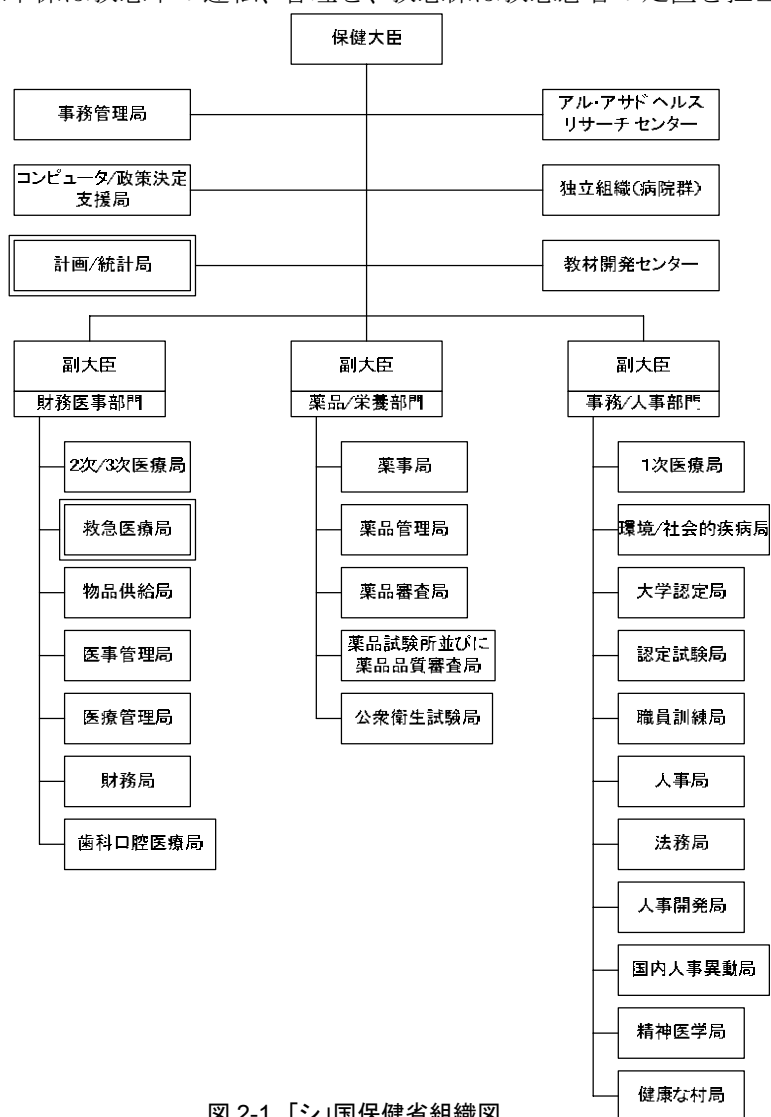 保健大臣
事務管理局
アル・アサド ヘルス
リサーチ センター
コンピュータ/政策決定
支援局
独立組織(病院群)
計画/統計局
教材開発センター
副大臣
財務医事部門
副大臣
薬品/栄養部門
副大臣
事務/人事部門
2次/3次医療局
救急医療局
物品供給局
医事管理局
医療管理局
財務局
歯科口腔医療局
薬事局
薬品管理局
薬品審査局
薬品試験所並びに
薬品品質審査局
公衆衛生試験局
1次医療局
環境/社会的疾病局
大学認定局
認定試験局
職員訓練局
人事局
法務局
人事開発局
国内人事異動局
精神医学局
健康な村局
図 2-1 「シ」国保健省組織図